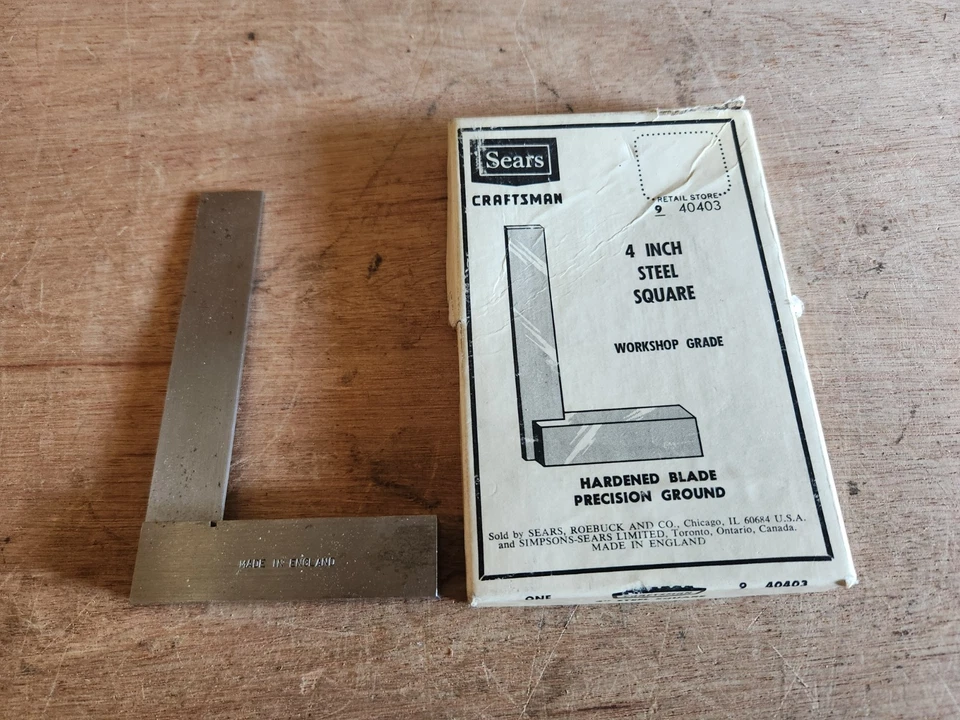 Sears
CRAFTSMAN
RETAIL STORE
9 40403
4 INCH
STEEL
SQUARE
WORKSHOP GRADE
HARDENED BLADE
PRECISION GROUND
Sold by SEARS, ROEBUCK AND CO., Chicago, IL 60684 U.S.A.
and SIMPSONS-SEARS LIMITED, Toronto, Ontario, Canada.
MADE IN ENGLAND
ONE
9 40403
MADE IN ENGLAND